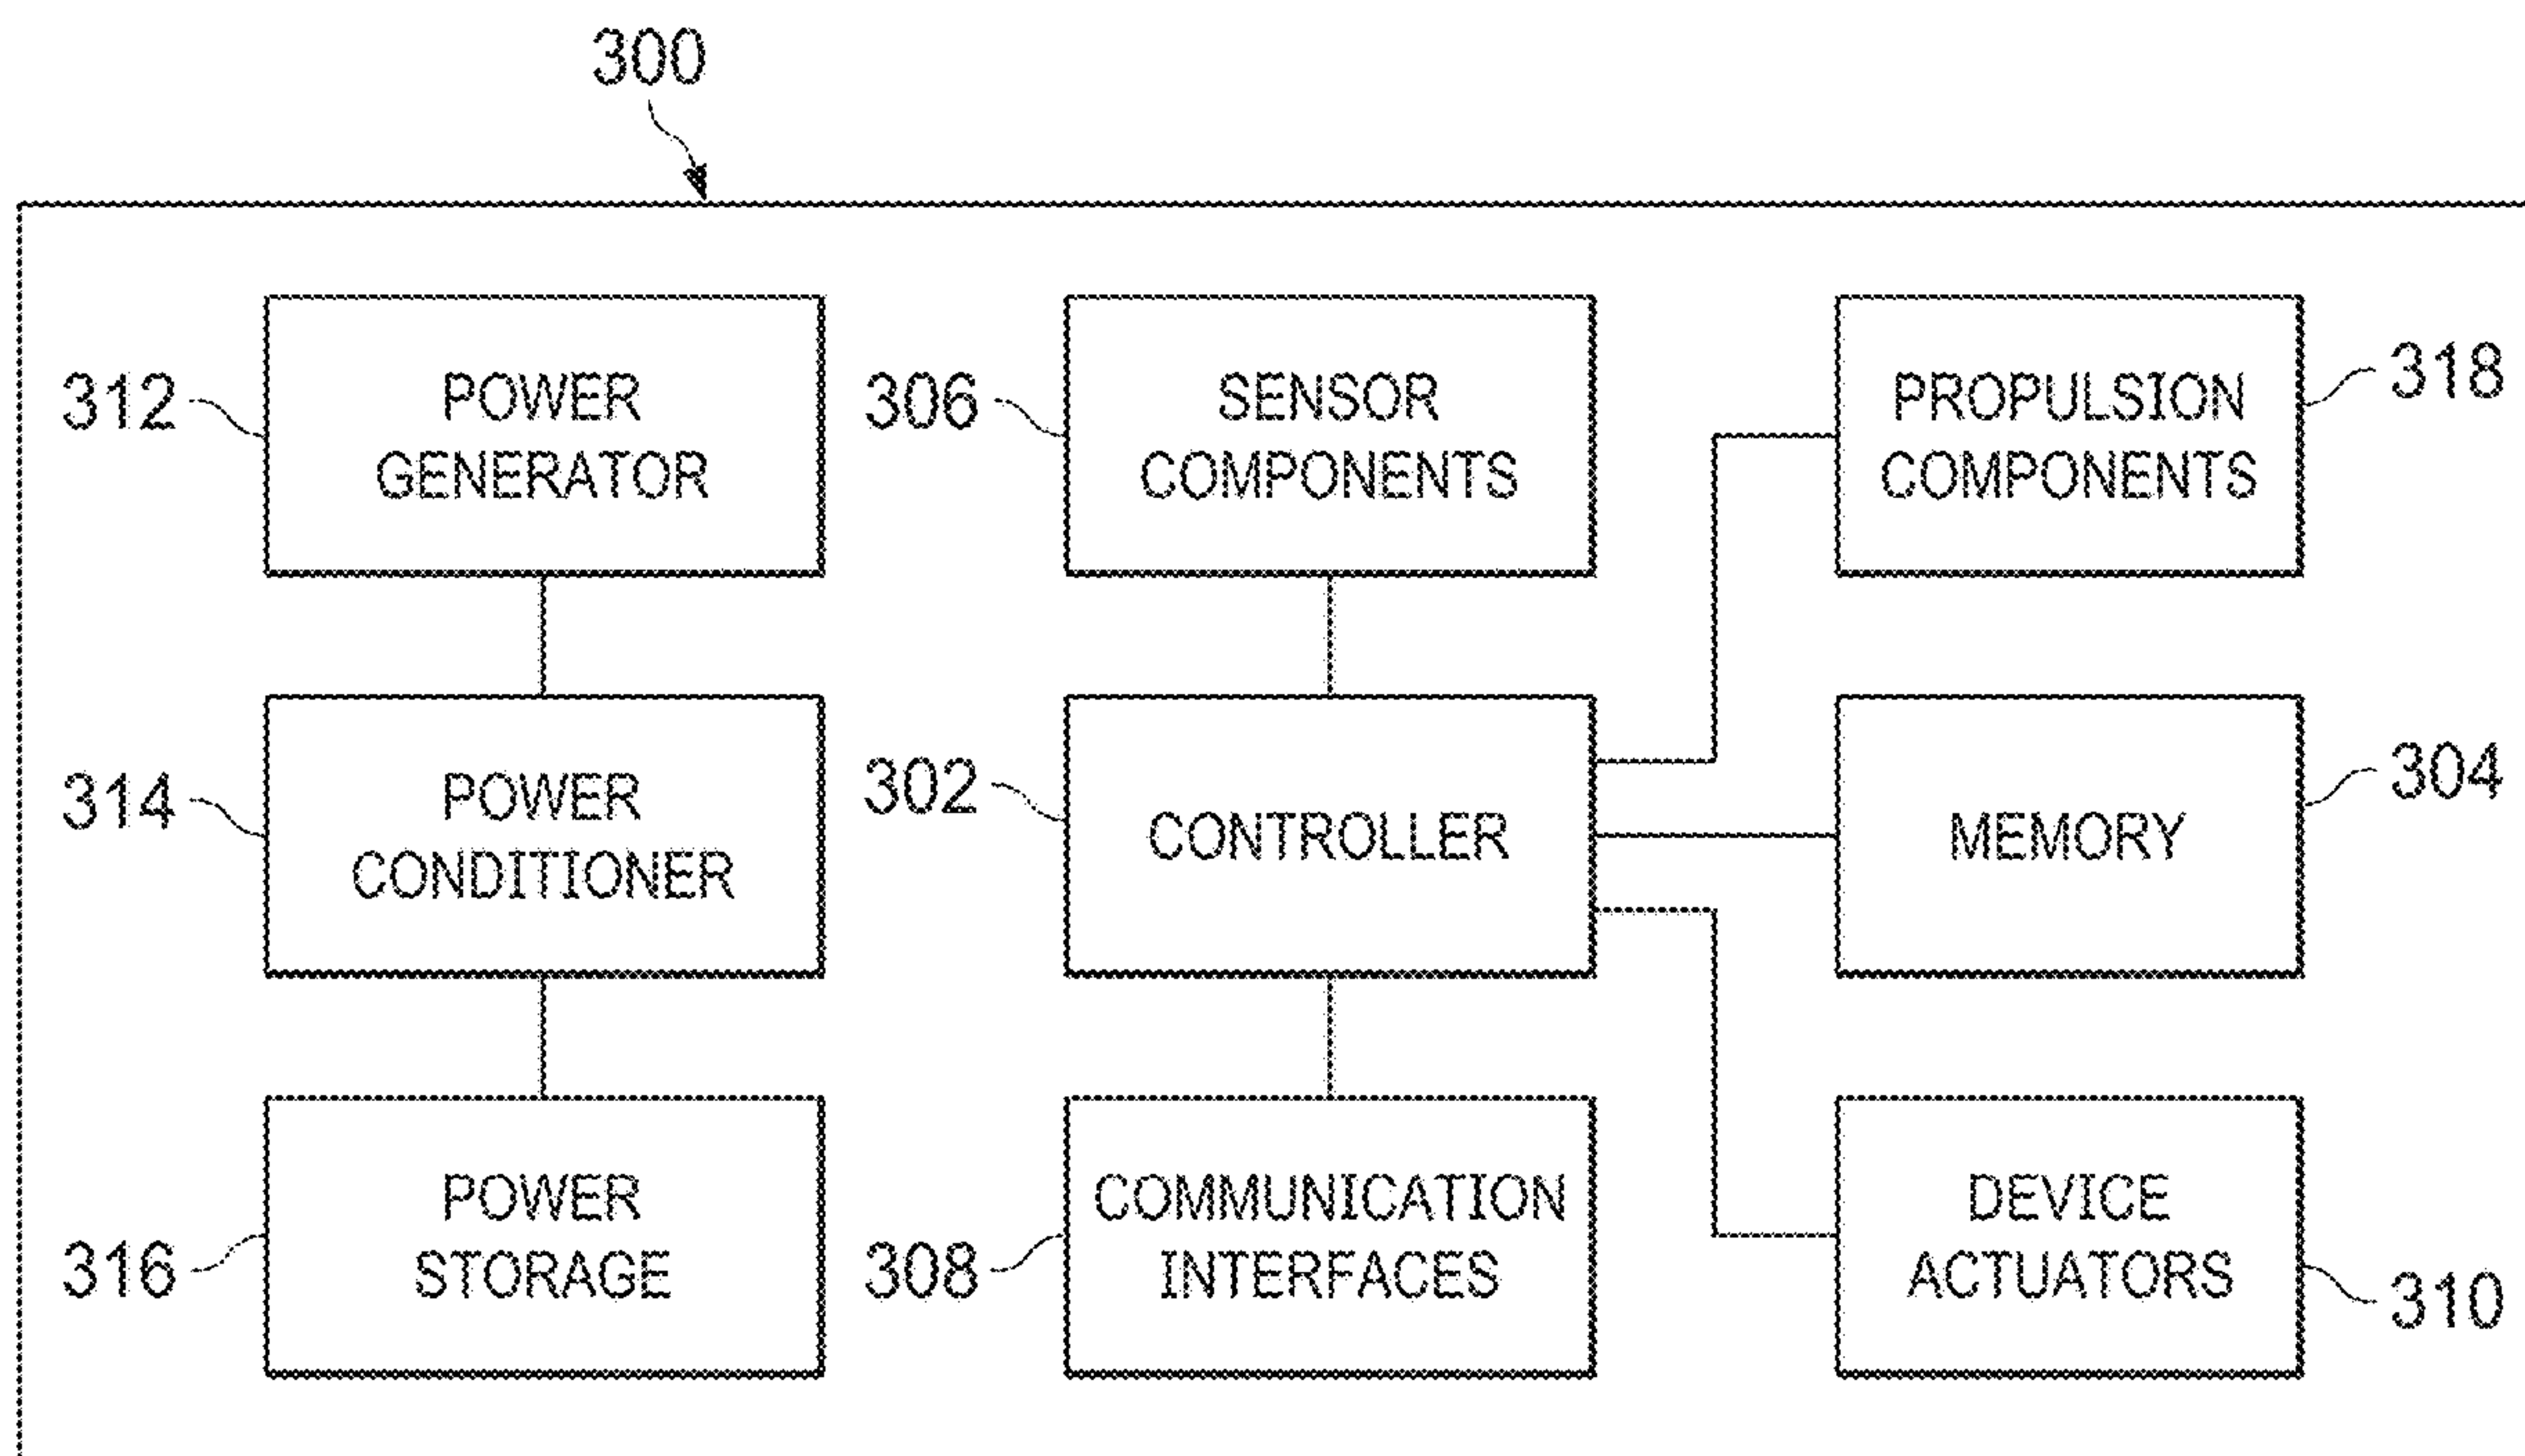 300
312
POWER
GENERATOR
306
SENSOR
COMPONENTS
PROPULSION
COMPONENTS
318
314
POWER
CONDITIONER
302
CONTROLLER
MEMORY
304
316
POWER
STORAGE
308
COMMUNICATION
INTERFACES
DEVICE
ACTUATORS
310